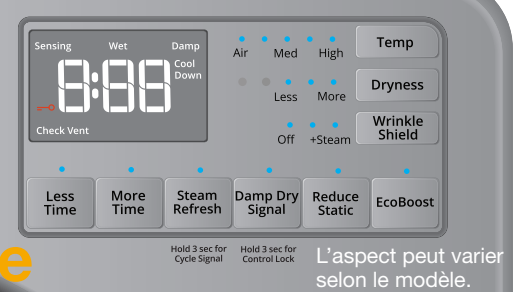 Sensing Wet Damp
Cool
Down
8:88
Check Vent
Air Med High
Temp
Less More
Dryness
Off +Steam
Wrinkle
Shield
Less
Time
More
Time
Steam
Refresh
Damp Dry
Signal
Reduce
Static
EcoBoost
Hold 3 sec for
Cycle Signal
Hold 3 sec for
Control Lock
e
L'aspect peut varier
selon le modèle.